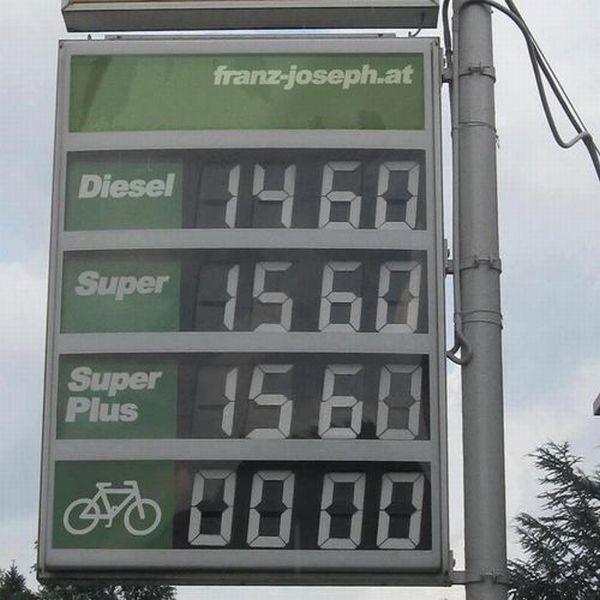 franz-joseph.at
Diesel 1460
Super 1560
Super
Plus 1560
0000